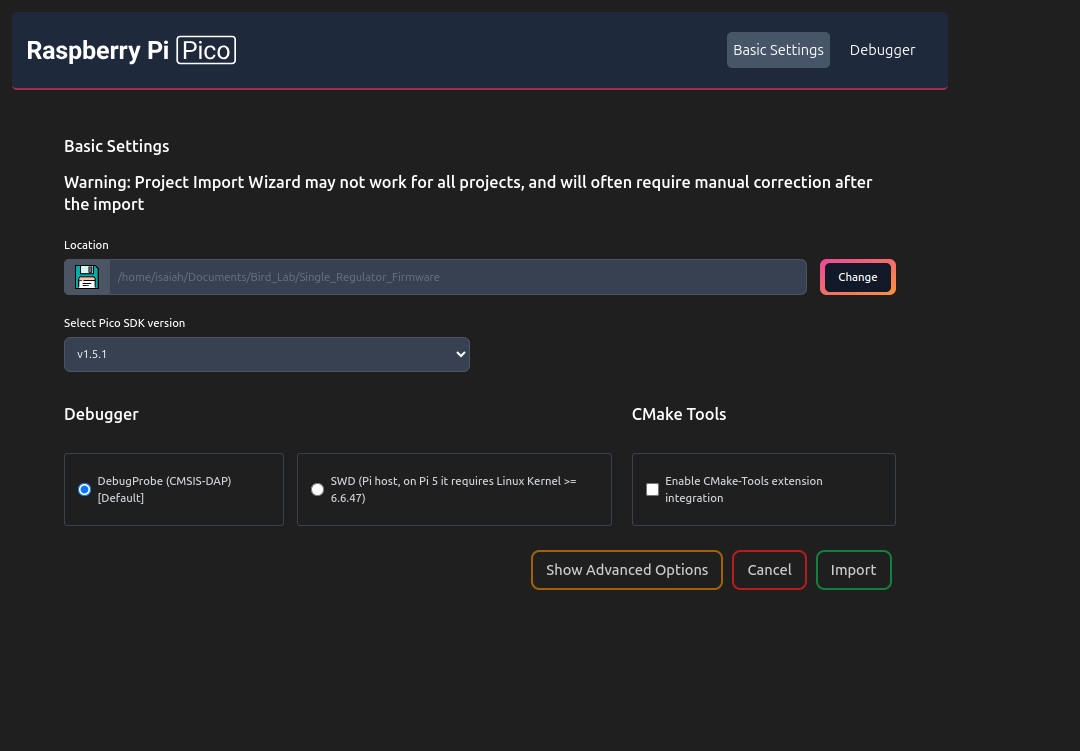 Raspberry Pi Pico
Basic Settings
Debugger
Basic Settings
Warning: Project Import Wizard may not work for all projects, and will often require manual correction after
the import
Location
/home/isaiah/Documents/Bird_Lab/Single_Regulator_Firmware
Change
Select Pico SDK version
v1.5.1
Debugger
CMake Tools
DebugProbe (CMSIS-DAP)
[Default]
SWD (Pi host, on Pi 5 it requires Linux Kernel >=
6.6.47)
Enable CMake-Tools extension
integration
Show Advanced Options
Cancel
Import